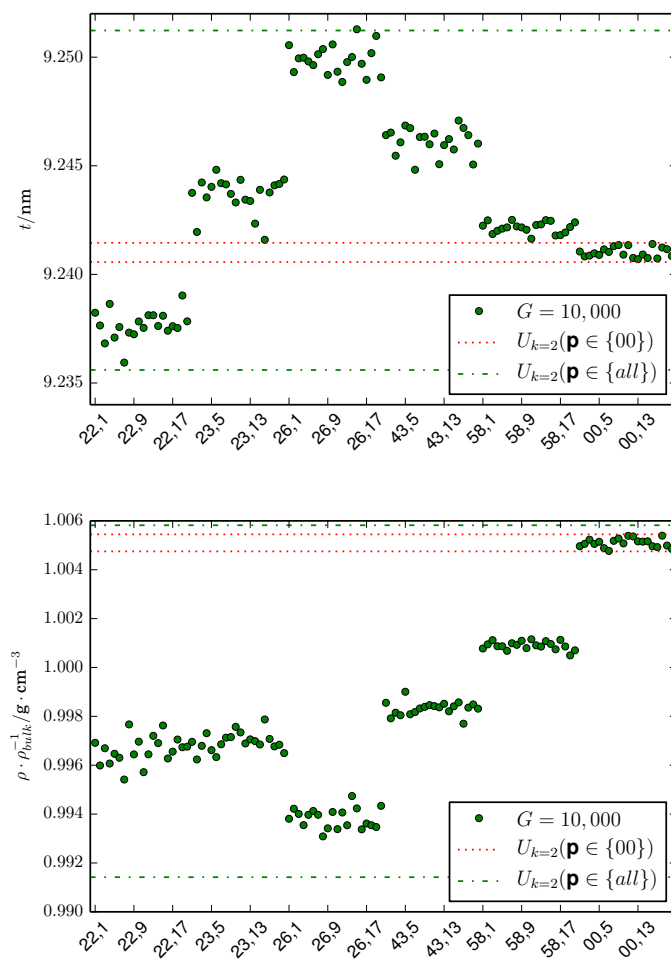 9.250
9.245
9.240
9.235
t/nm
G = 10,000
U_{k=2}(p ∈ {00})
U_{k=2}(p ∈ {all})
22,1 22,9 22,17 23,5 23,13 26,1 26,9 26,17 43,5 43,13 58,1 58,9 58,17 00,5 00,13
1.006
1.004
1.002
1.000
0.998
0.996
0.994
0.992
0.990
ρ · ρ_{bulk}^{-1}/g · cm^{-3}
G = 10,000
U_{k=2}(p ∈ {00})
U_{k=2}(p ∈ {all})
22,1 22,9 22,17 23,5 23,13 26,1 26,9 26,17 43,5 43,13 58,1 58,9 58,17 00,5 00,13